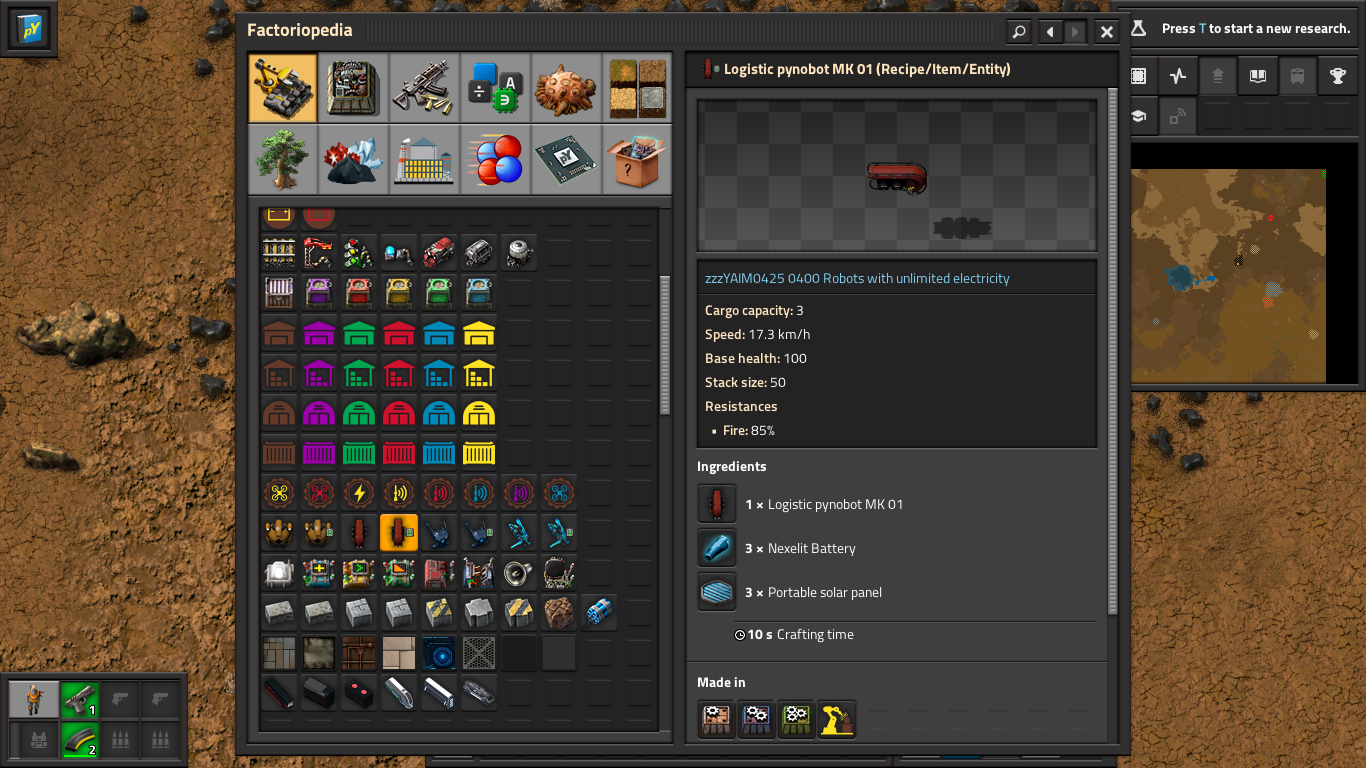 Factoriopedia
Press T to start a new research.
Logistic pynobot MK 01 (Recipe/Item/Entity)
zzzYAIM0425 0400 Robots with unlimited electricity
Cargo capacity: 3
Speed: 17.3 km/h
Base health: 100
Stack size: 50
Resistances
▪ Fire: 85%
Ingredients
1 × Logistic pynobot MK 01
3 × Nexelit Battery
3 × Portable solar panel
10 s Crafting time
Made in
1
2
pY
A
?
pY